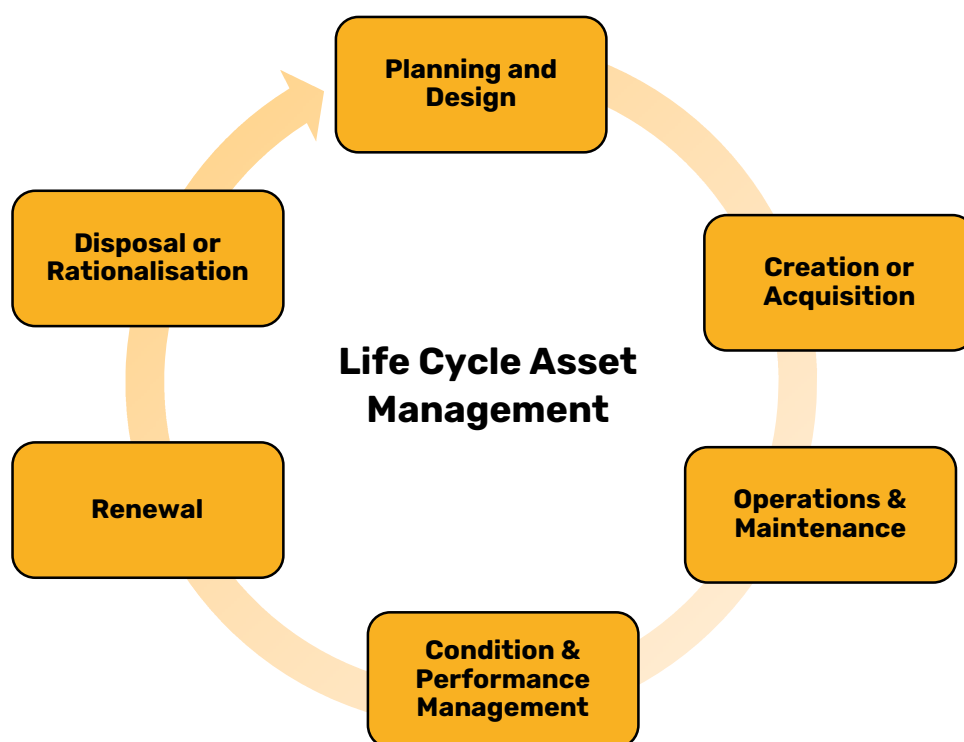 Planning and
Design
Creation or
Acquisition
Operations &
Maintenance
Condition &
Performance
Management
Renewal
Disposal or
Rationalisation
Life Cycle Asset
Management